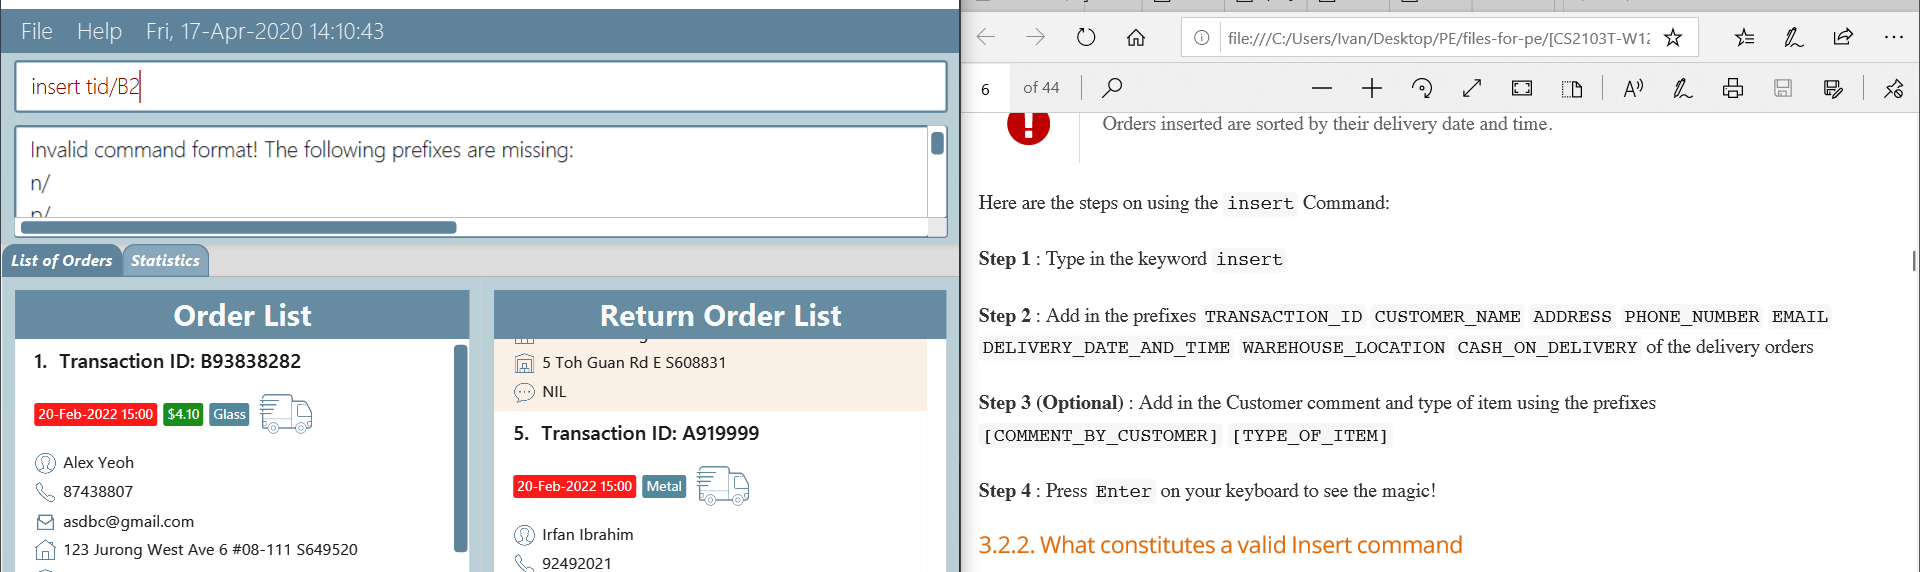 File Help Fri, 17-Apr-2020 14:10:43
insert tid/B2
Invalid command format! The following prefixes are missing:
n/
List of Orders Statistics
Order List
1. Transaction ID: B93838282
20-Feb-2022 15:00 $4.10 Glass
Alex Yeoh
87438807
asdbc@gmail.com
123 Jurong West Ave 6 #08-111 S649520
Return Order List
5 Toh Guan Rd E S608831
NIL
5. Transaction ID: A919999
20-Feb-2022 15:00 Metal
Irfan Ibrahim
92492021
file:///C:/Users/Ivan/Desktop/PE/files-for-pe/[CS2103T-W12
6 of 44
Orders inserted are sorted by their delivery date and time.
Here are the steps on using the insert Command:
Step 1 : Type in the keyword insert
Step 2 : Add in the prefixes TRANSACTION_ID CUSTOMER_NAME ADDRESS PHONE_NUMBER EMAIL
DELIVERY_DATE_AND_TIME WAREHOUSE_LOCATION CASH_ON_DELIVERY of the delivery orders
Step 3 (Optional) : Add in the Customer comment and type of item using the prefixes
[COMMENT_BY_CUSTOMER] [TYPE_OF_ITEM]
Step 4 : Press Enter on your keyboard to see the magic!
3.2.2. What constitutes a valid Insert command